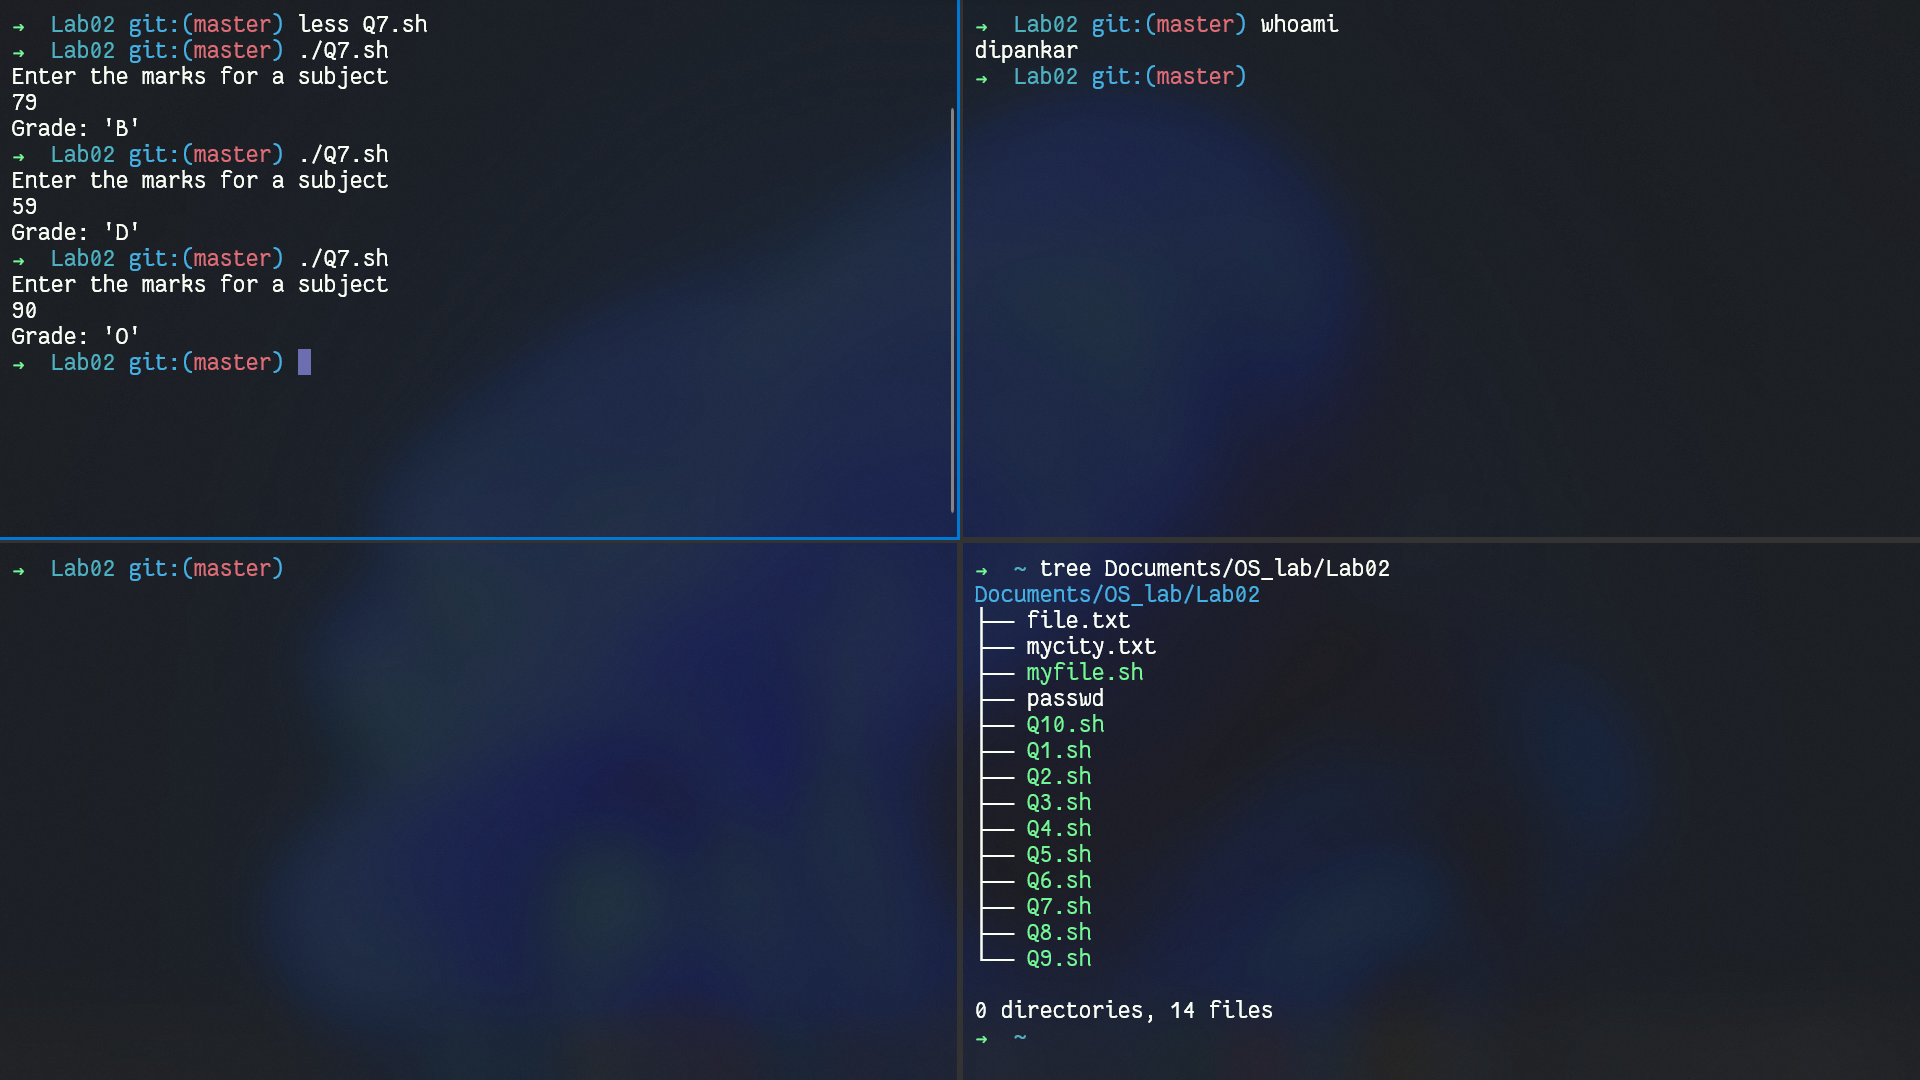 → Lab02 git:(master) less Q7.sh
→ Lab02 git:(master) ./Q7.sh
Enter the marks for a subject
79
Grade: 'B'
→ Lab02 git:(master) ./Q7.sh
Enter the marks for a subject
59
Grade: 'D'
→ Lab02 git:(master) ./Q7.sh
Enter the marks for a subject
90
Grade: 'O'
→ Lab02 git:(master)
→ Lab02 git:(master) whoami
dipankar
→ Lab02 git:(master)
→ Lab02 git:(master)
→ ~ tree Documents/OS_lab/Lab02
Documents/OS_lab/Lab02
├── file.txt
├── mycity.txt
├── myfile.sh
├── passwd
├── Q10.sh
├── Q1.sh
├── Q2.sh
├── Q3.sh
├── Q4.sh
├── Q5.sh
├── Q6.sh
├── Q7.sh
├── Q8.sh
└── Q9.sh
0 directories, 14 files
→ ~